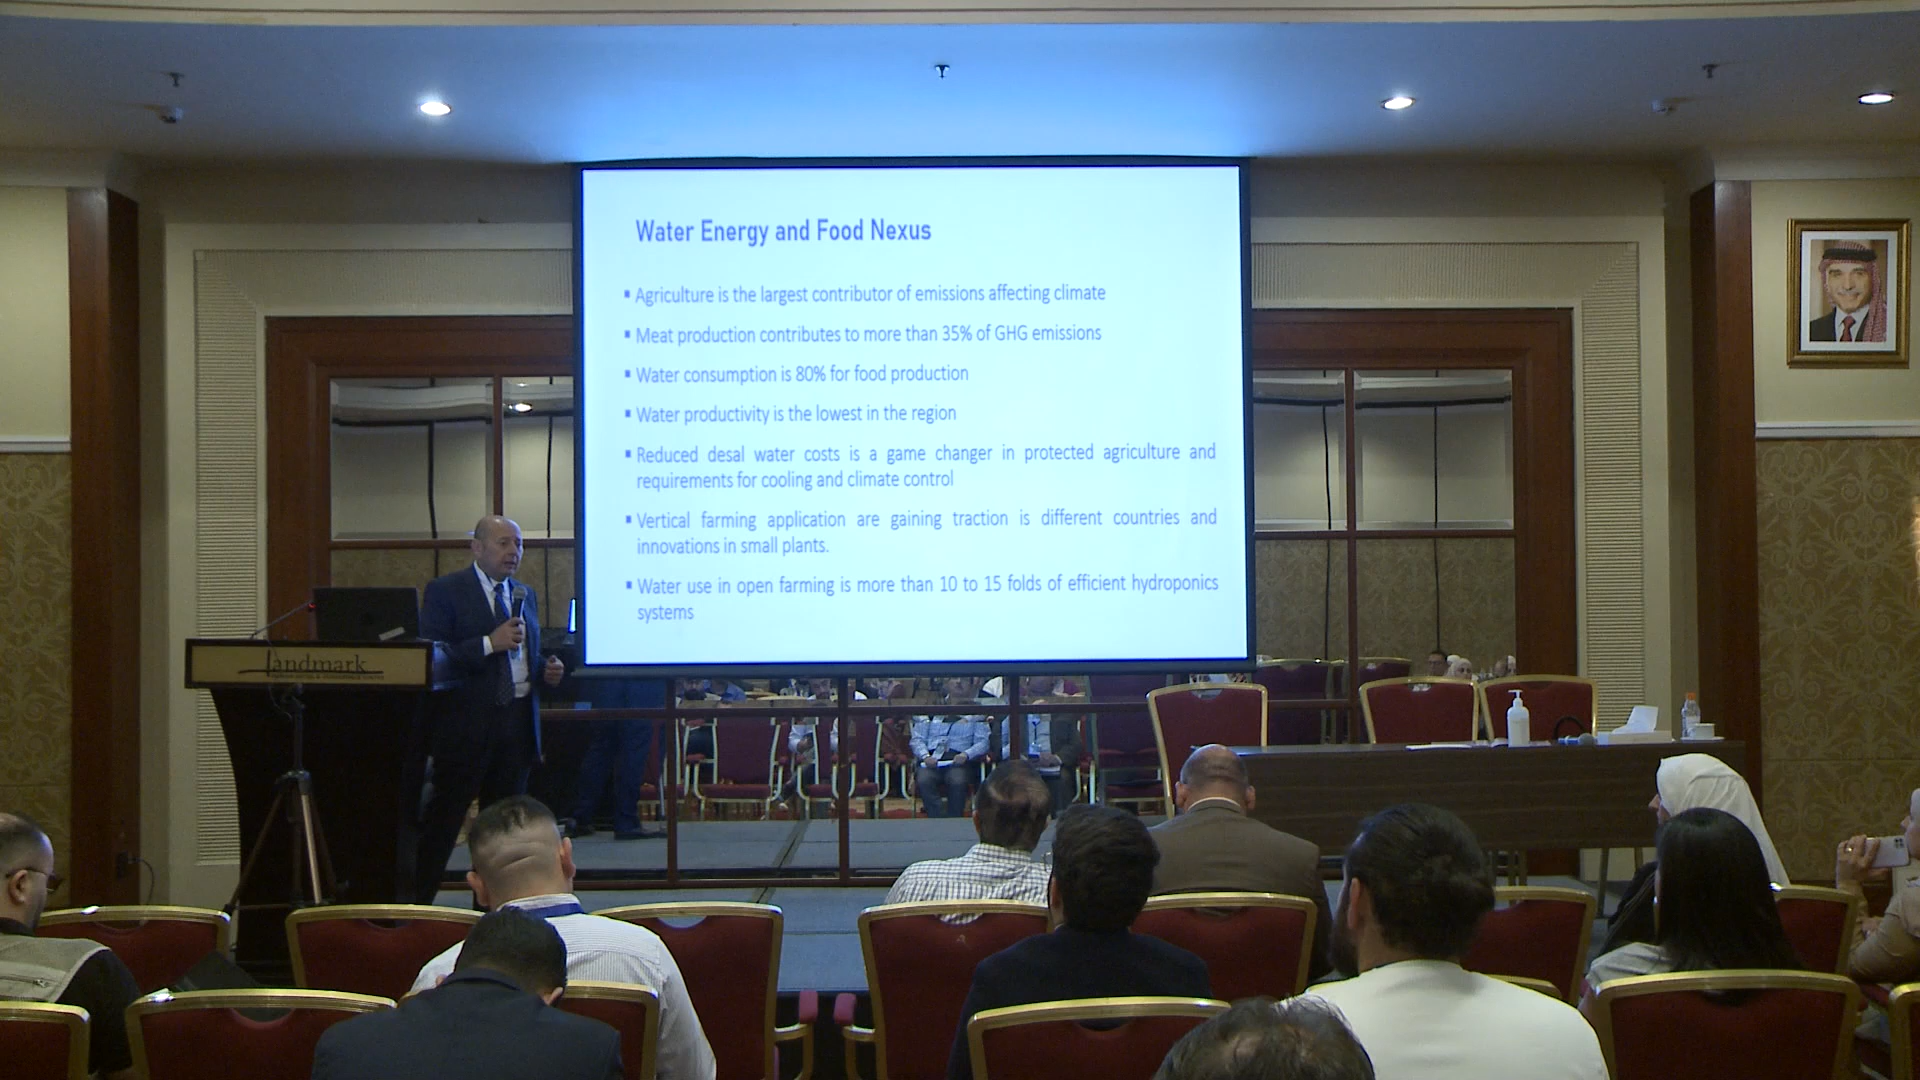 Water Energy and Food Nexus
▪ Agriculture is the largest contributor of emissions affecting climate
▪ Meat production contributes to more than 35% of GHG emissions
▪ Water consumption is 80% for food production
▪ Water productivity is the lowest in the region
▪ Reduced desal water costs is a game changer in protected agriculture and
requirements for cooling and climate control
▪ Vertical farming application are gaining traction is different countries and
innovations in small plants.
▪ Water use in open farming is more than 10 to 15 folds of efficient hydroponics
systems
landmark